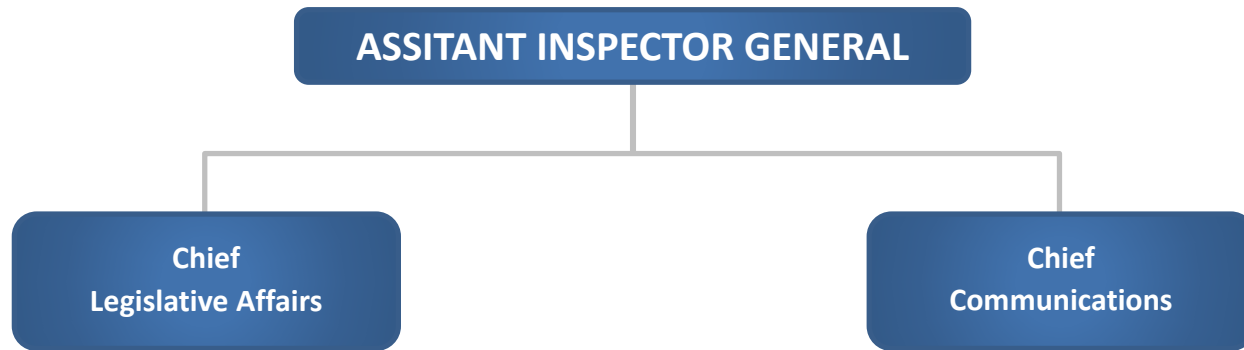 ASSITANT INSPECTOR GENERAL
Chief
Legislative Affairs
Chief
Communications